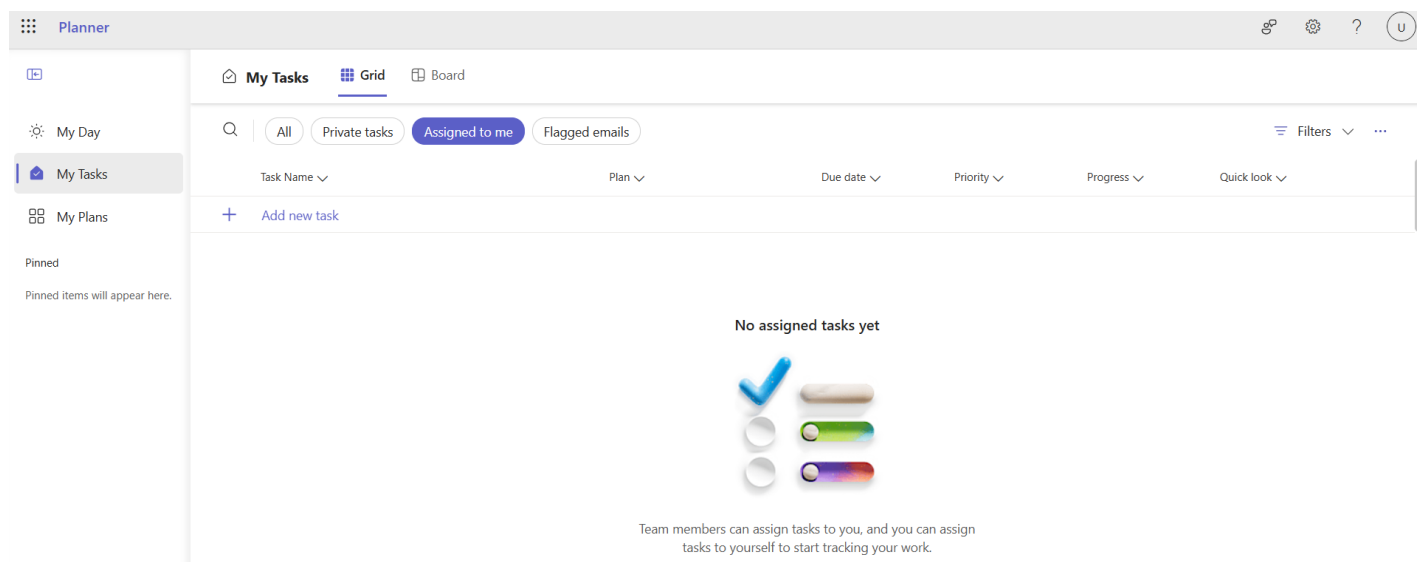 Planner
U
My Tasks
Grid
Board
My Day
All
Private tasks
Assigned to me
Flagged emails
Filters
My Tasks
Task Name
Plan
Due date
Priority
Progress
Quick look
My Plans
Add new task
Pinned
Pinned items will appear here.
No assigned tasks yet
Team members can assign tasks to you, and you can assign
tasks to yourself to start tracking your work.